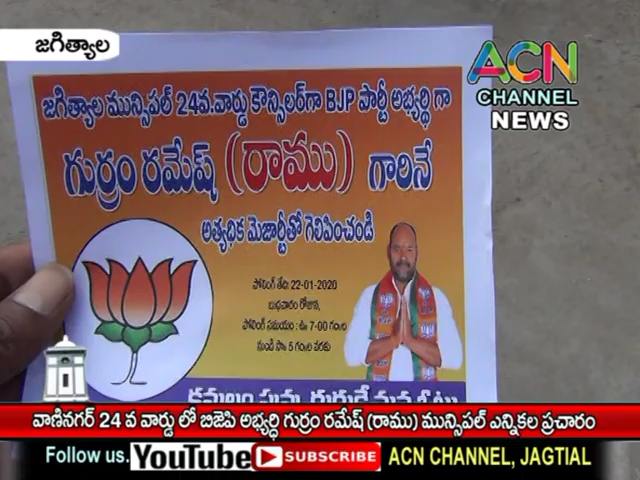 జగిత్యాల
ACN
CHANNEL
NEWS
జగిత్యాల మున్సిపల్ 24వ.వార్డు కౌన్సిలర్‌గా BJP పార్టీ అభ్యర్థి గా
గుర్రం రమేష్ (రాము) గారినే
అత్యధిక మెజార్టీతో గెలిపించండి
పోలింగ్ తేది: 22-01-2020
బుధవారం రోజున,
పోలింగ్ సమయం : ఉ॥ 7-00 గం॥ల
నుండి సా॥ 5 గం॥ల వరకు
వాణినగర్ 24 వ వార్డు లో బిజెపి అభ్యర్ధి గుర్రం రమేష్ (రాము) మున్సిపల్ ఎన్నికల ప్రచారం
Follow us. YouTube SUBSCRIBE ACN CHANNEL, JAGTIAL